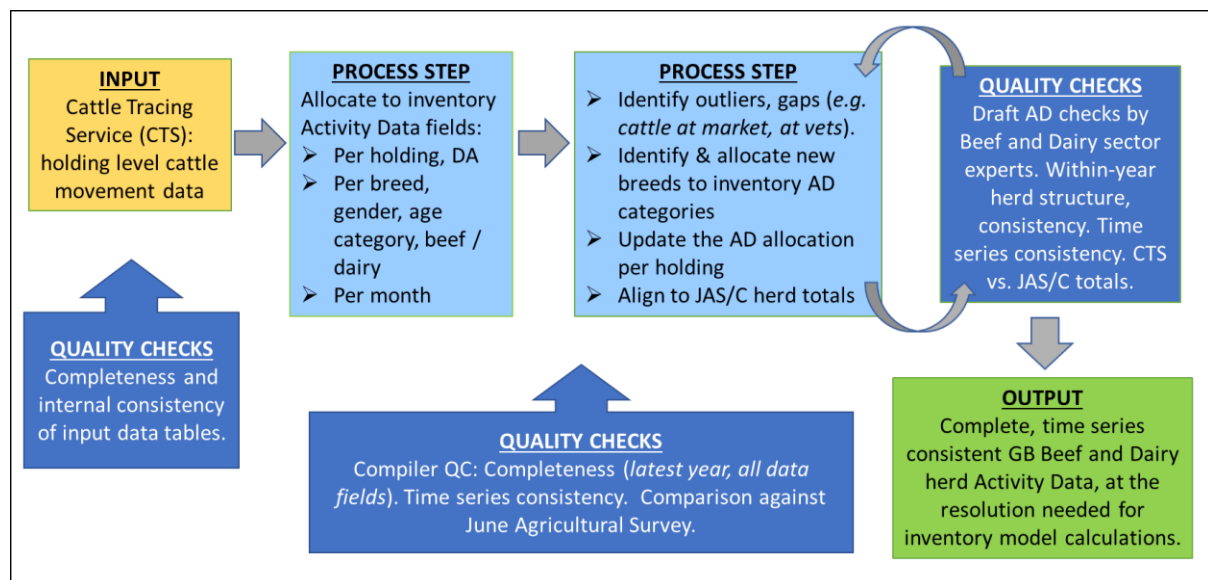 INPUT
Cattle Tracing
Service (CTS):
holding level cattle
movement data
PROCESS STEP
Allocate to inventory
Activity Data fields:
➢ Per holding, DA
➢ Per breed,
gender, age
category, beef /
dairy
➢ Per month
PROCESS STEP
➢ Identify outliers, gaps (e.g.
cattle at market, at vets).
➢ Identify & allocate new
breeds to inventory AD
categories
➢ Update the AD allocation
per holding
➢ Align to JAS/C herd totals
QUALITY CHECKS
Draft AD checks by
Beef and Dairy sector
experts. Within-year
herd structure,
consistency. Time
series consistency. CTS
vs. JAS/C totals.
QUALITY CHECKS
Completeness and
internal consistency
of input data tables.
QUALITY CHECKS
Compiler QC: Completeness (latest year, all data
fields). Time series consistency. Comparison against
June Agricultural Survey.
OUTPUT
Complete, time series
consistent GB Beef and Dairy
herd Activity Data, at the
resolution needed for
inventory model calculations.